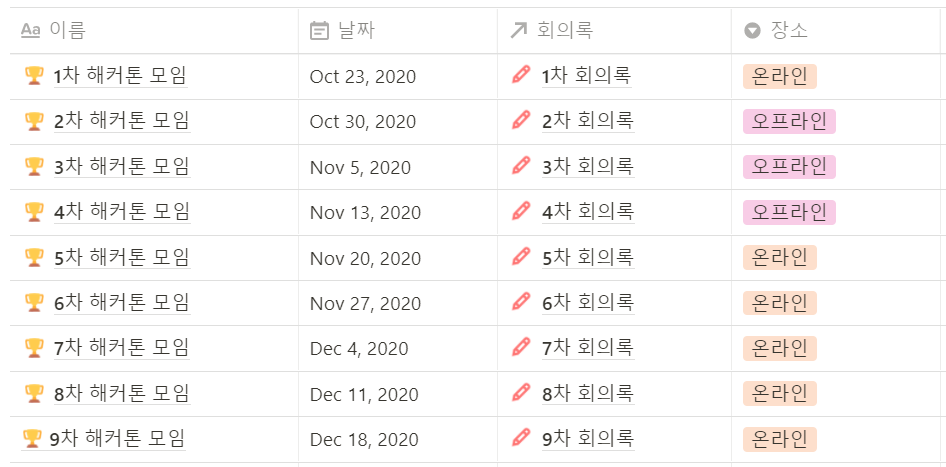 Aa 이름 날짜 회의록 장소
1차 해커톤 모임 Oct 23, 2020 1차 회의록 온라인
2차 해커톤 모임 Oct 30, 2020 2차 회의록 오프라인
3차 해커톤 모임 Nov 5, 2020 3차 회의록 오프라인
4차 해커톤 모임 Nov 13, 2020 4차 회의록 오프라인
5차 해커톤 모임 Nov 20, 2020 5차 회의록 온라인
6차 해커톤 모임 Nov 27, 2020 6차 회의록 온라인
7차 해커톤 모임 Dec 4, 2020 7차 회의록 온라인
8차 해커톤 모임 Dec 11, 2020 8차 회의록 온라인
9차 해커톤 모임 Dec 18, 2020 9차 회의록 온라인